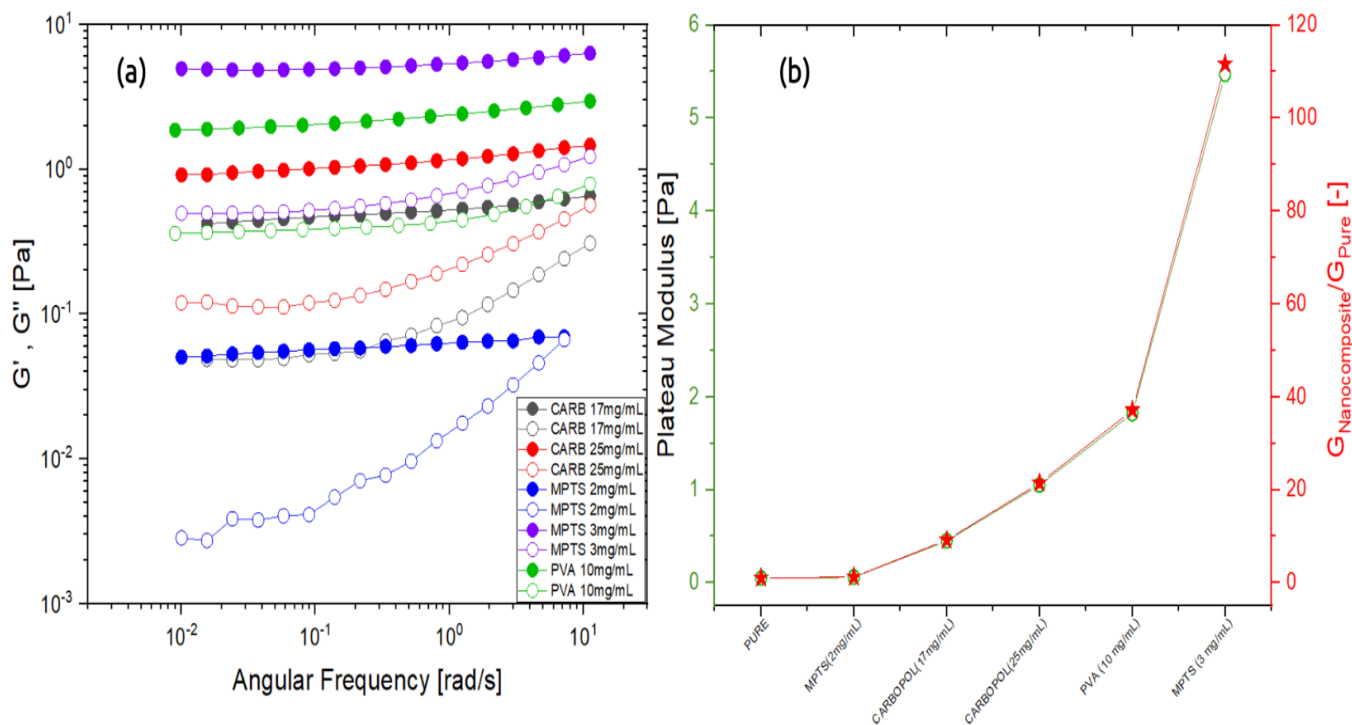 (a)
10^1
10^0
10^-1
10^-2
10^-3
G' , G" [Pa]
10^-2
10^-1
10^0
10^1
Angular Frequency [rad/s]
CARB 17mg/mL
CARB 17mg/mL
CARB 25mg/mL
CARB 25mg/mL
MPTS 2mg/mL
MPTS 2mg/mL
MPTS 3mg/mL
MPTS 3mg/mL
PVA 10mg/mL
PVA 10mg/mL
(b)
6
5
4
3
2
1
0
Plateau Modulus [Pa]
120
100
80
60
40
20
0
G_Nanocomposite/G_Pure [-]
PURE
MPTS(2mg/mL)
CARBOPOL(17mg/mL)
CARBOPOL(25mg/mL)
PVA (10 mg/mL)
MPTS (3 mg/mL)